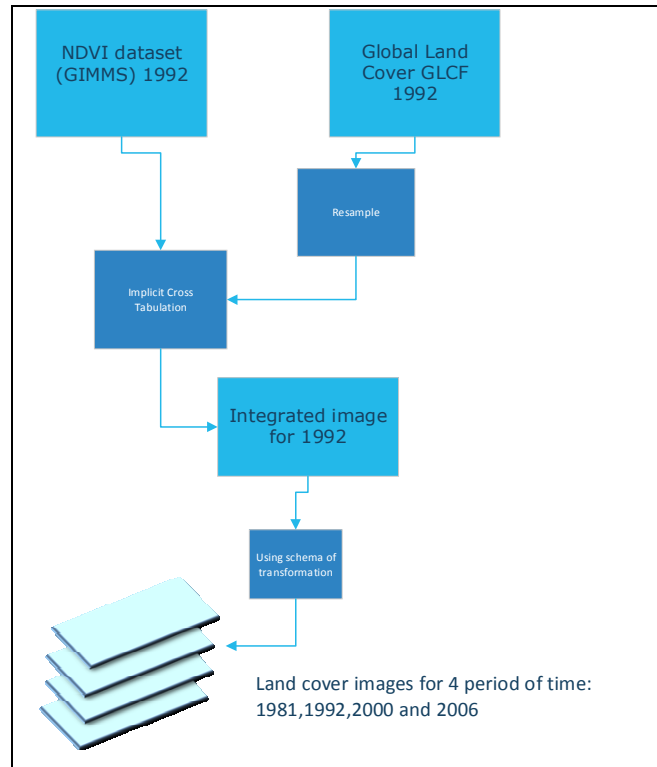 NDVI dataset
(GIMMS) 1992
Global Land
Cover GLCF
1992
Resample
Implicit Cross
Tabulation
Integrated image
for 1992
Using schema of
transformation
Land cover images for 4 period of time:
1981,1992,2000 and 2006